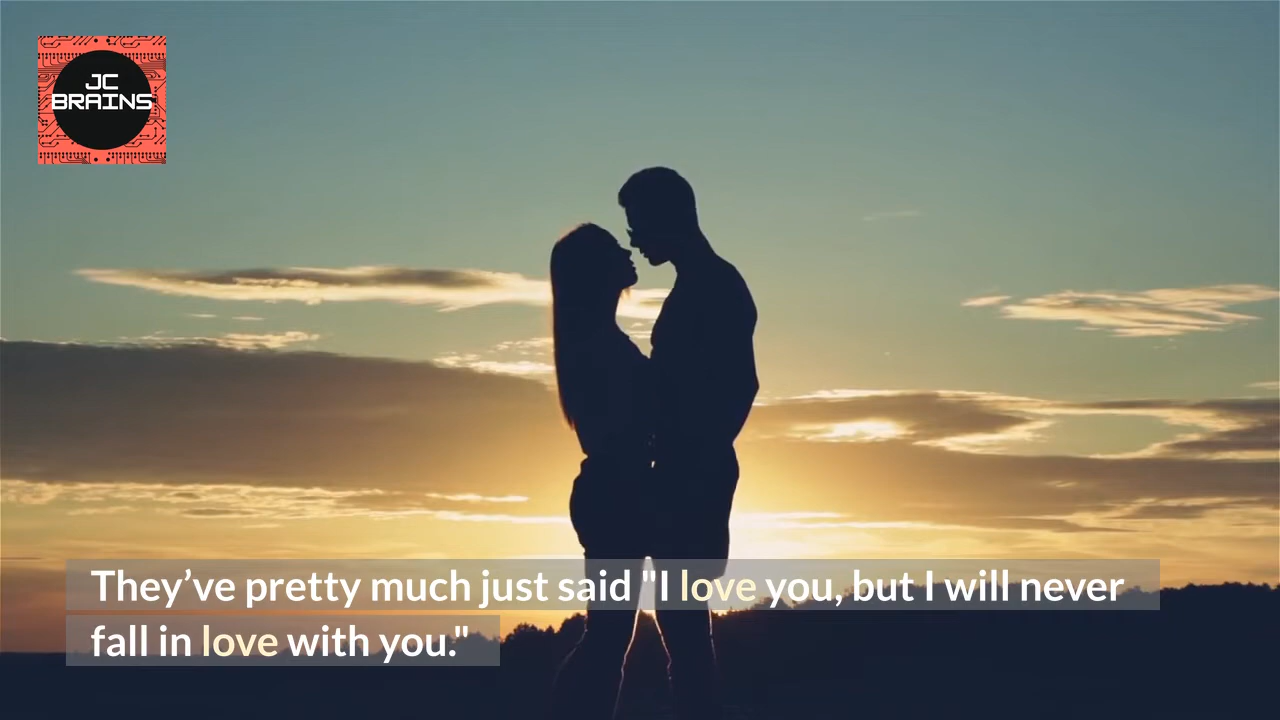 JC
BRAINS
They’ve pretty much just said "I love you, but I will never
fall in love with you."